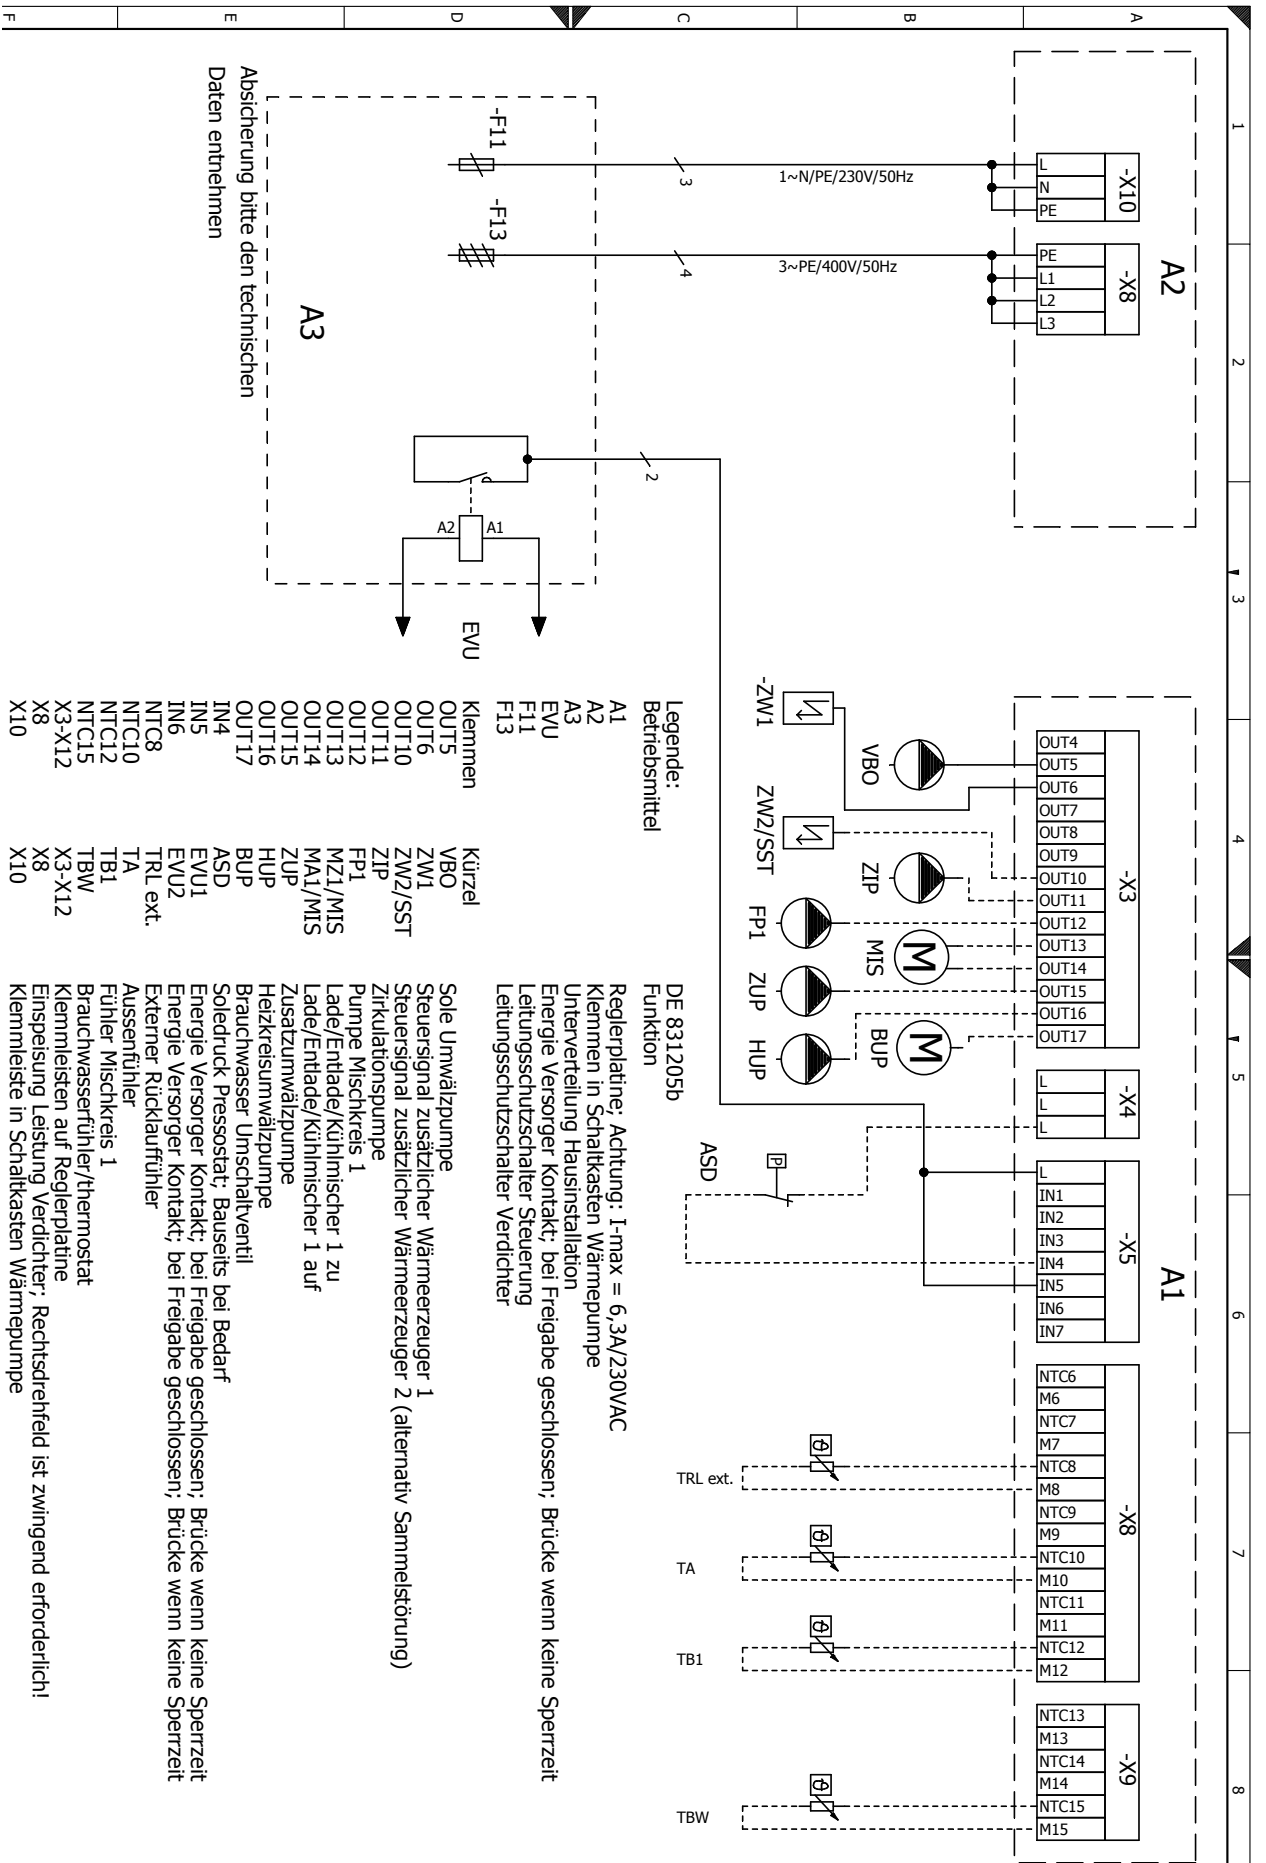 1
2
3
4
5
6
7
8
A
B
C
D
E
F
A2
-X10
L
N
PE
-X8
PE
L1
L2
L3
1~N/PE/230V/50Hz
3
3~PE/400V/50Hz
4
2
-F11
-F13
A3
A1
A2
EVU
Absicherung bitte den technischen
Daten entnehmen
A1
-X3
OUT4
OUT5
OUT6
OUT7
OUT8
OUT9
OUT10
OUT11
OUT12
OUT13
OUT14
OUT15
OUT16
OUT17
-X4
L
L
L
-X5
L
IN1
IN2
IN3
IN4
IN5
IN6
IN7
-X8
NTC6
M6
NTC7
M7
NTC8
M8
NTC9
M9
NTC10
M10
NTC11
M11
NTC12
M12
-X9
NTC13
M13
NTC14
M14
NTC15
M15
-ZW1
VBO
ZW2/SST
ZIP
FP1
M
MIS
ZUP
M
BUP
HUP
P
ASD
TRL ext.
TA
TB1
TBW
ϑ
ϑ
ϑ
ϑ
Legende: DE 831205b
Betriebsmittel Funktion
A1 Reglerplatine; Achtung: I-max = 6,3A/230VAC
A2 Klemmen in Schaltkasten Wärmepumpe
A3 Unterverteilung Hausinstallation
EVU Energie Versorger Kontakt; bei Freigabe geschlossen; Brücke wenn keine Sperrzeit
F11 Leitungsschutzschalter Steuerung
F13 Leitungsschutzschalter Verdichter
Klemmen Kürzel
OUT5 VBO Sole Umwälzpumpe
OUT6 ZW1 Steuersignal zusätzlicher Wärmeerzeuger 1
OUT10 ZW2/SST Steuersignal zusätzlicher Wärmeerzeuger 2 (alternativ Sammelstörung)
OUT11 ZIP Zirkulationspumpe
OUT12 FP1 Pumpe Mischkreis 1
OUT13 MZ1/MIS Lade/Entlade/Kühlmischer 1 zu
OUT14 MA1/MIS Lade/Entlade/Kühlmischer 1 auf
OUT15 ZUP Zusatzumwälzpumpe
OUT16 HUP Heizkreisumwälzpumpe
OUT17 BUP Brauchwasser Umschaltventil
IN4 ASD Soledruck Pressostat; Bauseits bei Bedarf
IN5 EVU1 Energie Versorger Kontakt; bei Freigabe geschlossen; Brücke wenn keine Sperrzeit
IN6 EVU2 Energie Versorger Kontakt; bei Freigabe geschlossen; Brücke wenn keine Sperrzeit
NTC8 TRL ext. Externer Rücklauffühler
NTC10 TA Aussenfühler
NTC12 TB1 Fühler Mischkreis 1
NTC15 TBW Brauchwasserfühler/thermostat
X3-X12 X3-X12 Klemmleisten auf Reglerplatine
X8 X8 Einspeisung Leistung Verdichter; Rechtsdrehfeld ist zwingend erforderlich!
X10 X10 Klemmleiste in Schaltkasten Wärmepumpe